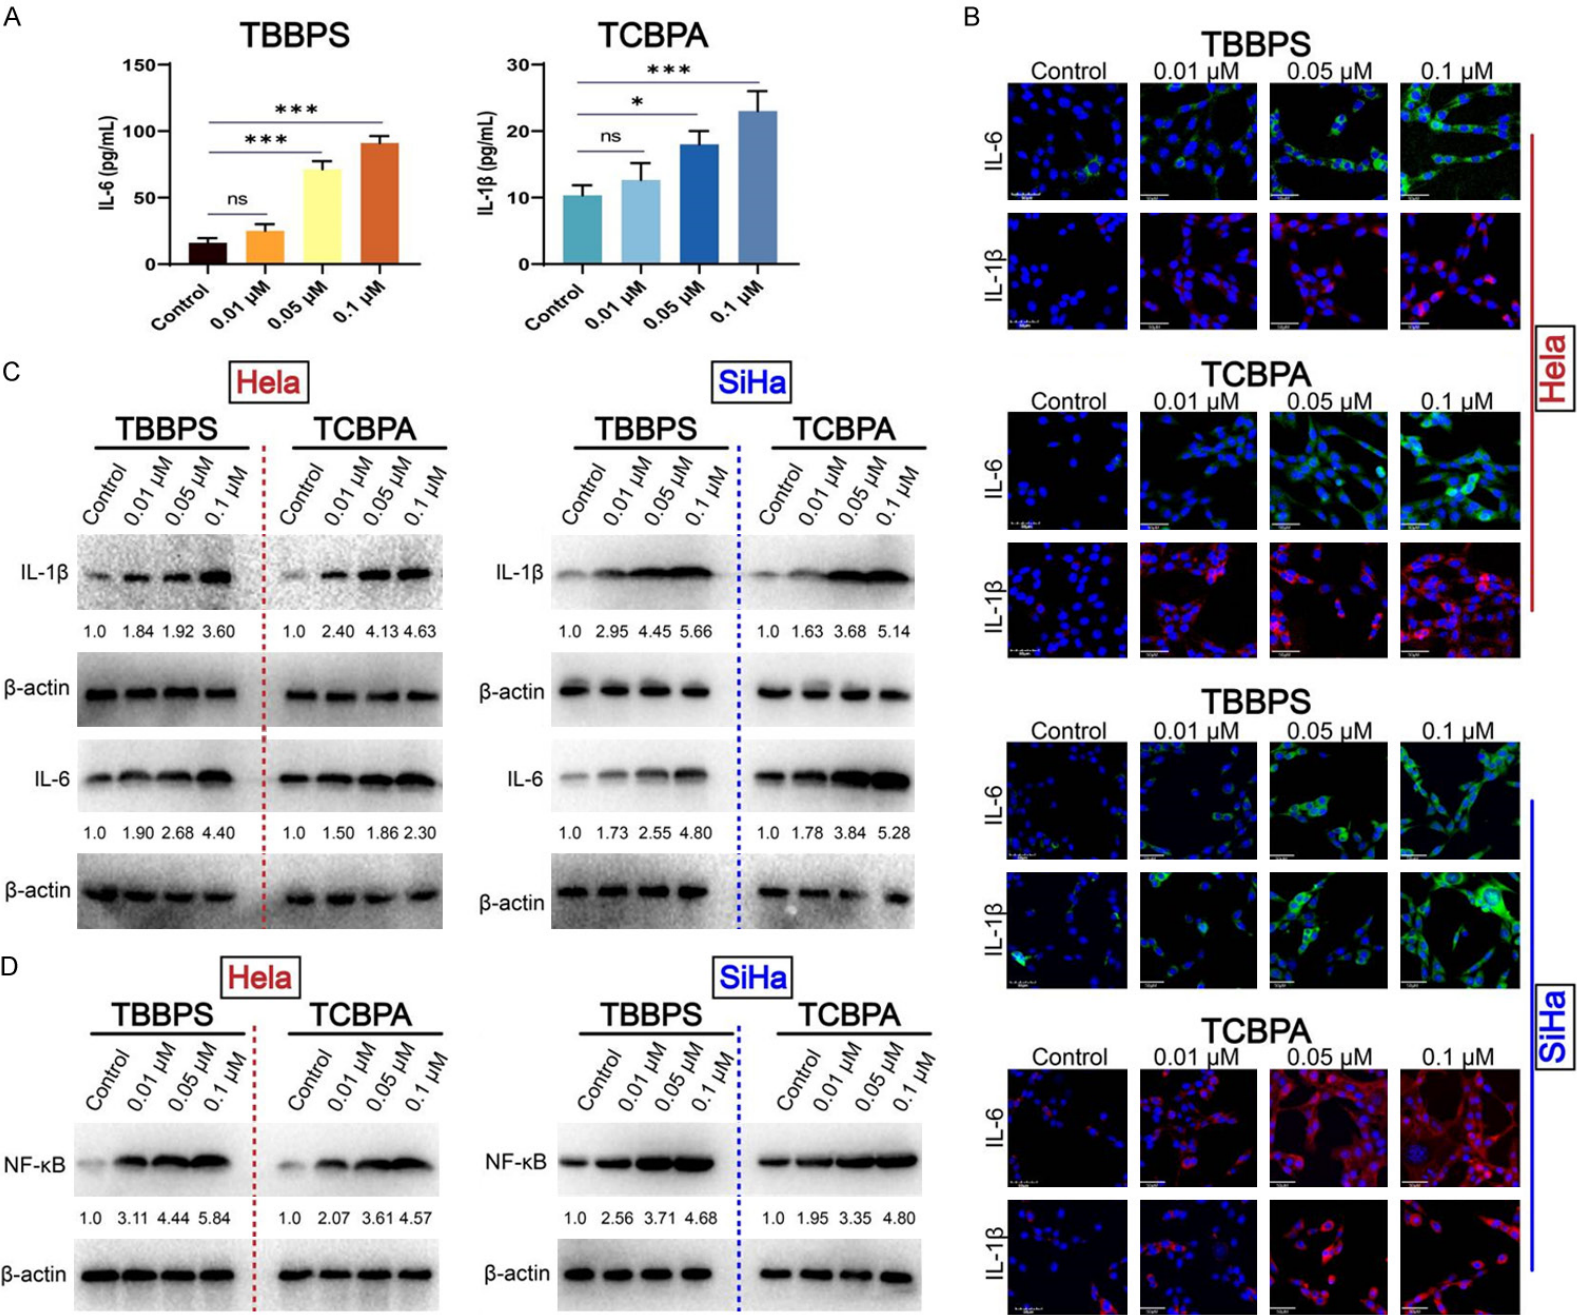 A
TBBPS
TCBPA
150
100
50
0
IL-6 (pg/mL)
***
***
ns
Control
0.01 µM
0.05 µM
0.1 µM
30
20
10
0
IL-1β (pg/mL)
***
*
ns
Control
0.01 µM
0.05 µM
0.1 µM
B
TBBPS
Control 0.01 µM 0.05 µM 0.1 µM
IL-6
IL-1β
TCBPA
Control 0.01 µM 0.05 µM 0.1 µM
IL-6
IL-1β
Hela
TBBPS
Control 0.01 µM 0.05 µM 0.1 µM
IL-6
IL-1β
TCBPA
Control 0.01 µM 0.05 µM 0.1 µM
IL-6
IL-1β
SiHa
C
Hela
SiHa
TBBPS TCBPA TBBPS TCBPA
Control 0.01 µM 0.05 µM 0.1 µM Control 0.01 µM 0.05 µM 0.1 µM
Control 0.01 µM 0.05 µM 0.1 µM Control 0.01 µM 0.05 µM 0.1 µM
IL-1β IL-1β
1.0 1.84 1.92 3.60 1.0 2.40 4.13 4.63 1.0 2.95 4.45 5.66 1.0 1.63 3.68 5.14
β-actin β-actin
IL-6 IL-6
1.0 1.90 2.68 4.40 1.0 1.50 1.86 2.30 1.0 1.73 2.55 4.80 1.0 1.78 3.84 5.28
β-actin β-actin
D
Hela
SiHa
TBBPS TCBPA TBBPS TCBPA
Control 0.01 µM 0.05 µM 0.1 µM Control 0.01 µM 0.05 µM 0.1 µM
Control 0.01 µM 0.05 µM 0.1 µM Control 0.01 µM 0.05 µM 0.1 µM
NF-κB NF-κB
1.0 3.11 4.44 5.84 1.0 2.07 3.61 4.57 1.0 2.56 3.71 4.68 1.0 1.95 3.35 4.80
β-actin β-actin